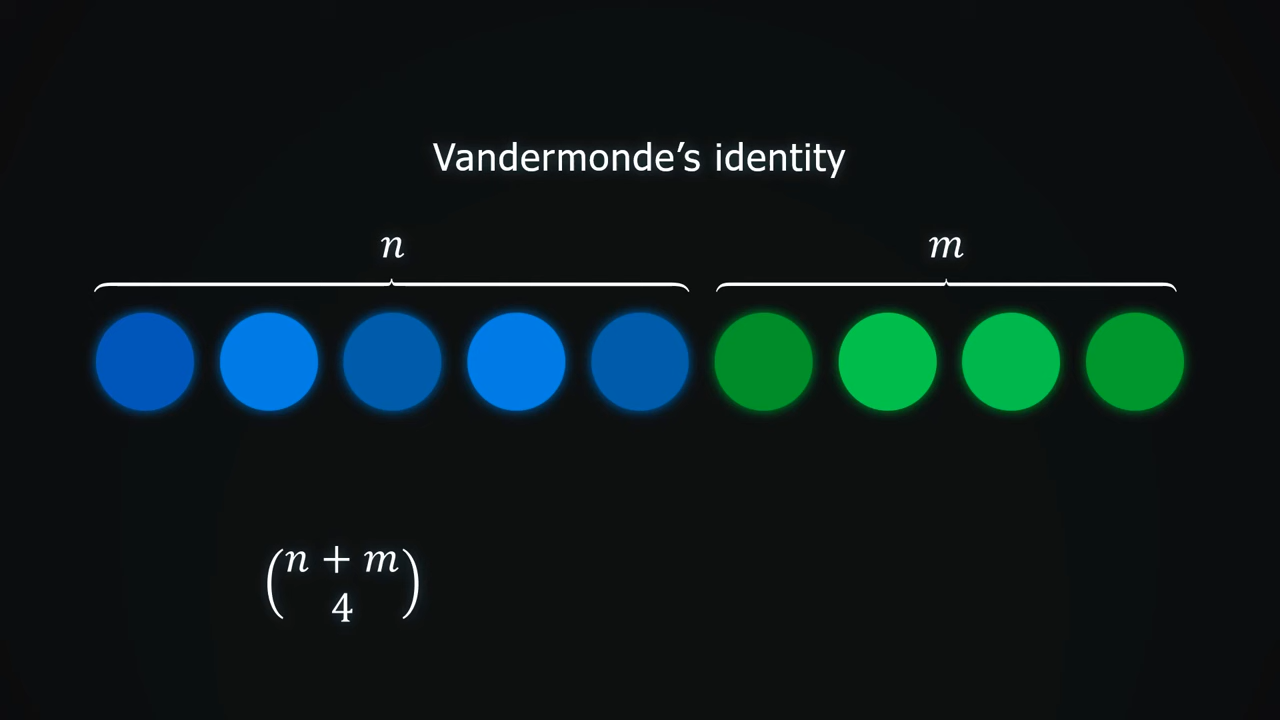 Vandermonde’s identity
n m
(n + m
4)